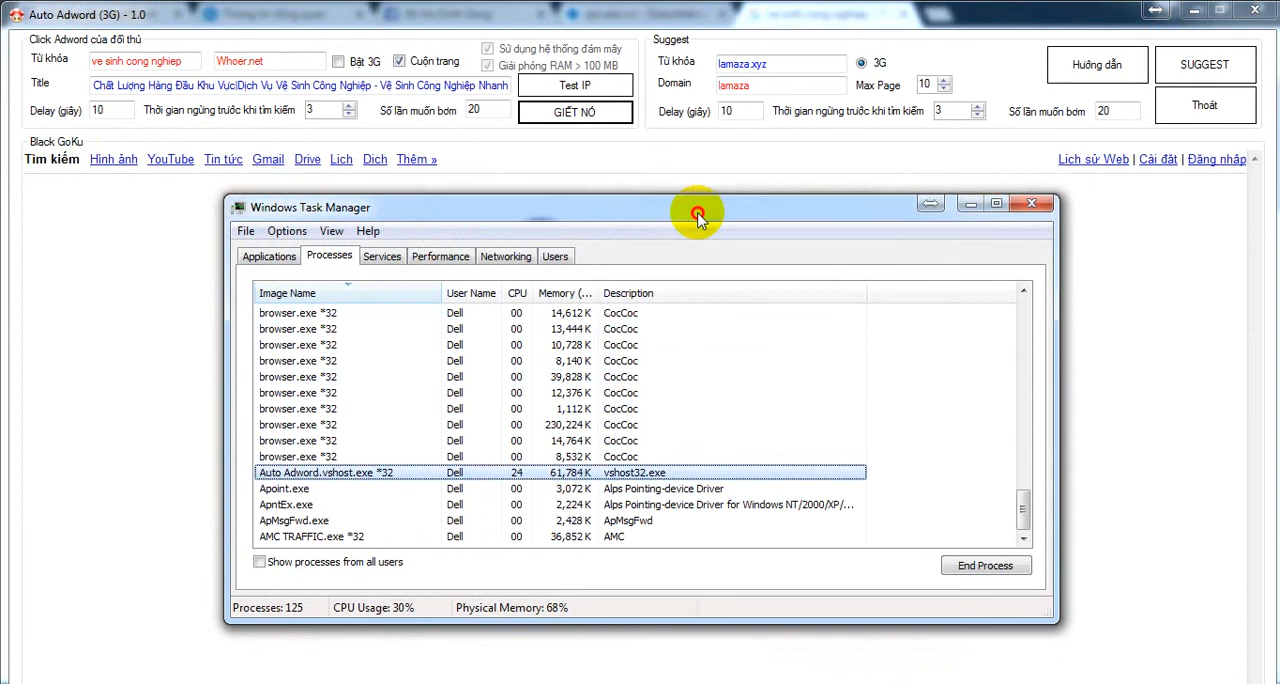 Auto Adword (3G) - 1.0
Click Adword của đối thủ
Từ khóa ve sinh cong nghiep Whoer.net Bật 3G Cuộn trang Sử dụng hệ thống đám mây
Giải phóng RAM > 100 MB
Title Chất Lượng Hàng Đầu Khu Vực|Dịch Vụ Vệ Sinh Công Nghiệp - Vệ Sinh Công Nghiệp Nhanh Test IP
Delay (giây) 10 Thời gian ngừng trước khi tìm kiếm 3 Số lần muốn bơm 20 GIẾT NÓ
Suggest
Từ khóa lamaza.xyz 3G Hướng dẫn SUGGEST
Domain lamaza Max Page 10
Delay (giây) 10 Thời gian ngừng trước khi tìm kiếm 3 Số lần muốn bơm 20 Thoát
Black GoKu
Tìm kiếm Hình ảnh YouTube Tin tức Gmail Drive Lịch Dịch Thêm » Lịch sử Web | Cài đặt | Đăng nhập
Windows Task Manager
File Options View Help
Applications Processes Services Performance Networking Users
Image Name User Name CPU Memory (... Description
browser.exe *32 Dell 00 14,612 K CocCoc
browser.exe *32 Dell 00 13,444 K CocCoc
browser.exe *32 Dell 00 10,728 K CocCoc
browser.exe *32 Dell 00 8,140 K CocCoc
browser.exe *32 Dell 00 39,828 K CocCoc
browser.exe *32 Dell 00 12,376 K CocCoc
browser.exe *32 Dell 00 1,112 K CocCoc
browser.exe *32 Dell 00 230,224 K CocCoc
browser.exe *32 Dell 00 14,764 K CocCoc
browser.exe *32 Dell 00 8,532 K CocCoc
Auto Adword.vshost.exe *32 Dell 24 61,784 K vshost32.exe
Apoint.exe Dell 00 3,072 K Alps Pointing-device Driver
ApntEx.exe Dell 00 2,224 K Alps Pointing-device Driver for Windows NT/2000/XP/...
ApMsgFwd.exe Dell 00 2,428 K ApMsgFwd
AMC TRAFFIC.exe *32 Dell 00 36,852 K AMC
Show processes from all users End Process
Processes: 125 CPU Usage: 30% Physical Memory: 68%